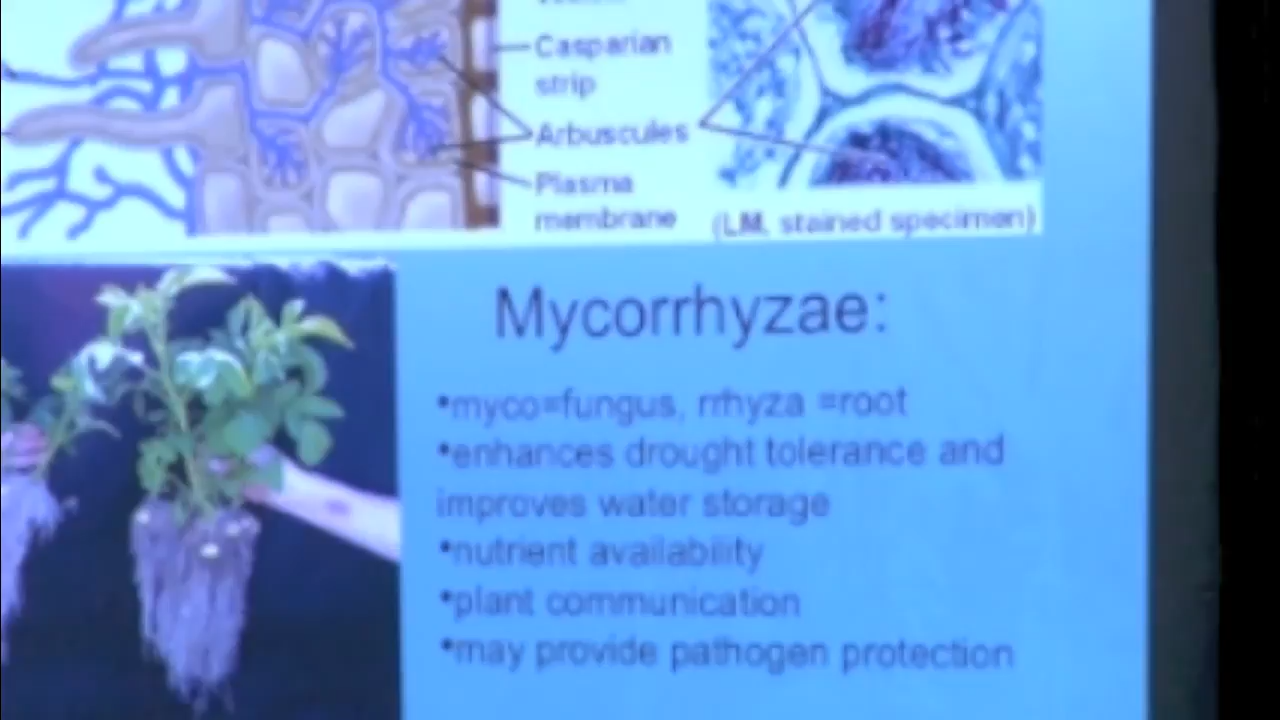 Casparian
strip
Arbuscules
Plasma
membrane
(LM, stained specimen)
Mycorrhyzae:
•myco=fungus, rrhyza =root
•enhances drought tolerance and
improves water storage
•nutrient availability
•plant communication
•may provide pathogen protection